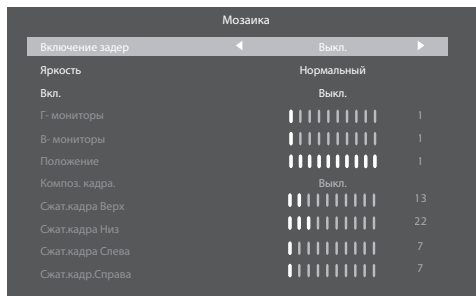 Мозаика
Включение задер Выкл.
Яркость Нормальный
Вкл. Выкл.
Г- мониторы 1
В- мониторы 1
Положение 1
Композ. кадра. Выкл.
Сжат.кадра Верх 13
Сжат.кадра Низ 22
Сжат.кадра Слева 7
Сжат.кадр.Справа 7